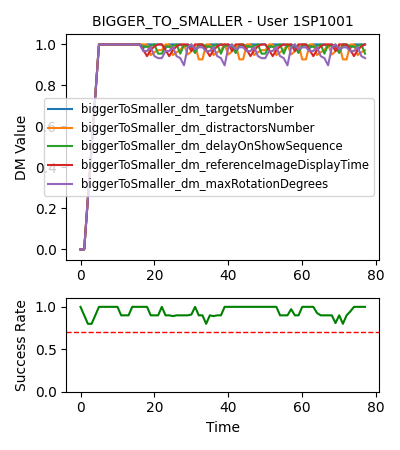 BIGGER_TO_SMALLER - User 1SP1001
DM Value
1.0
0.8
0.6
0.4
0.2
0.0
biggerToSmaller_dm_targetsNumber
biggerToSmaller_dm_distractorsNumber
biggerToSmaller_dm_delayOnShowSequence
biggerToSmaller_dm_referenceImageDisplayTime
biggerToSmaller_dm_maxRotationDegrees
0 20 40 60 80
Success Rate
1.0
0.5
0.0
0 20 40 60 80
Time